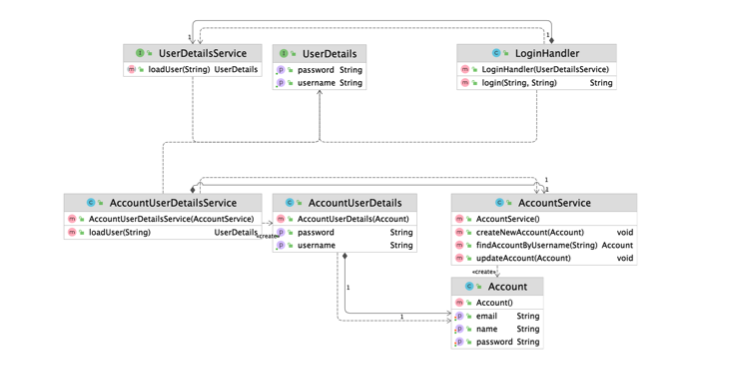 1
1
UserDetailsService
loadUser(String) UserDetails
UserDetails
password String
username String
LoginHandler
LoginHandler(UserDetailsService)
login(String, String) String
1
1
AccountUserDetailsService
AccountUserDetailsService(AccountService)
loadUser(String) UserDetails
«create»
AccountUserDetails
AccountUserDetails(Account)
password String
username String
AccountService
AccountService()
createNewAccount(Account) void
findAccountByUsername(String) Account
updateAccount(Account) void
«create»
1
1
Account
Account()
email String
name String
password String